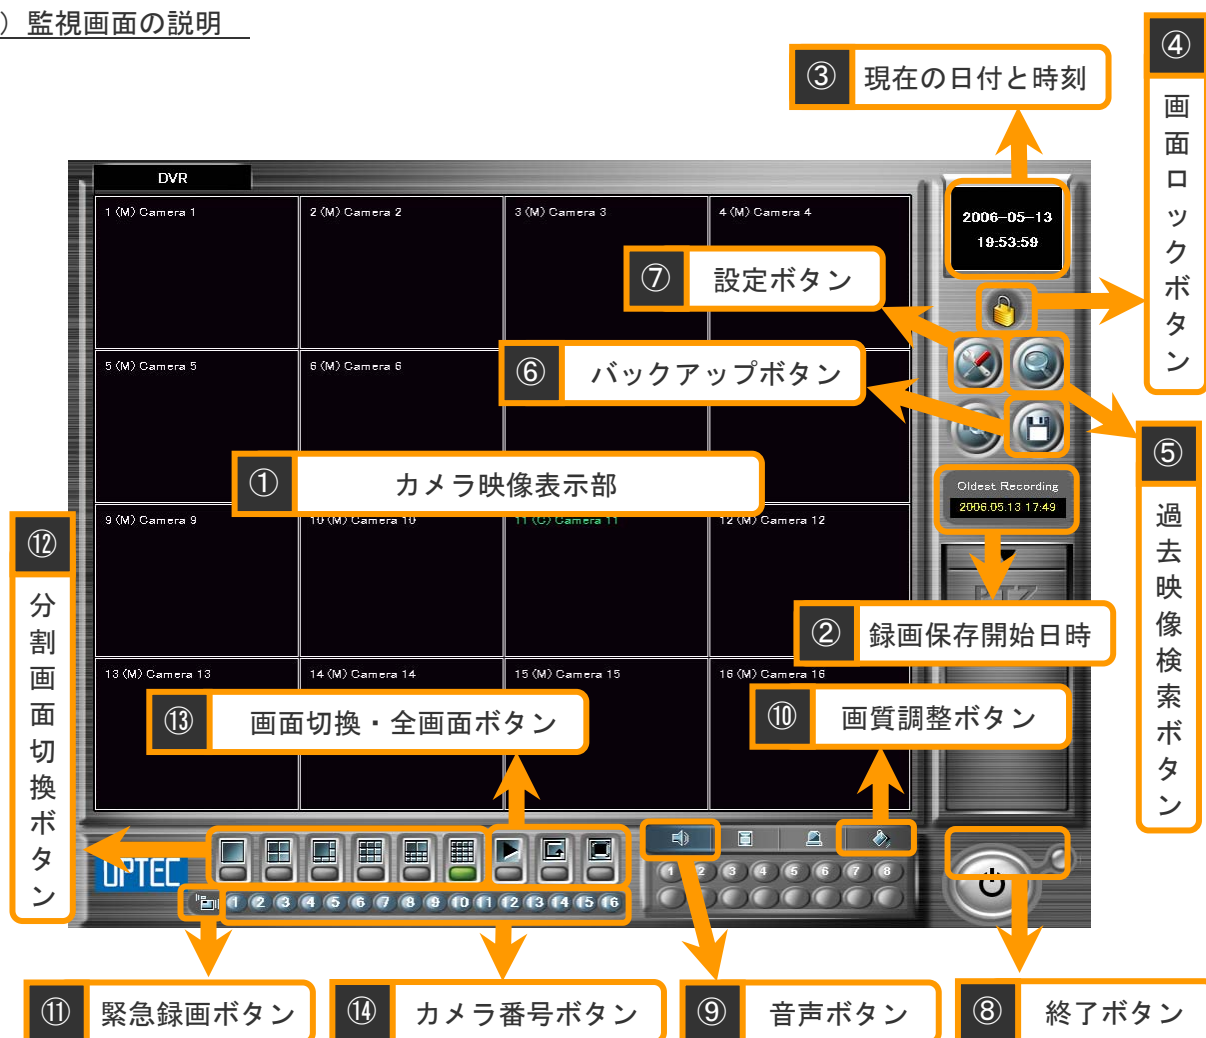 ）監視画面の説明
④
画面ロックボタン
③ 現在の日付と時刻
DVR
1 (M) Camera 1
2 (M) Camera 2
3 (M) Camera 3
4 (M) Camera 4
2006-05-13
19:53:59
⑦ 設定ボタン
5 (M) Camera 5
6 (M) Camera 6
⑥ バックアップボタン
⑤
過去映像検索ボタン
① カメラ映像表示部
Oldest Recording
2006.05.13 17:49
9 (M) Camera 9
10 (M) Camera 10
11 (C) Camera 11
12 (M) Camera 12
⑫
分割画面切換ボタン
② 録画保存開始日時
13 (M) Camera 13
14 (M) Camera 14
15 (M) Camera 15
16 (M) Camera 16
⑬ 画面切換・全画面ボタン
⑩ 画質調整ボタン
OPTEC
1 2 3 4 5 6 7 8
1 2 3 4 5 6 7 8 9 10 11 12 13 14 15 16
⑪ 緊急録画ボタン
⑭ カメラ番号ボタン
⑨ 音声ボタン
⑧ 終了ボタン